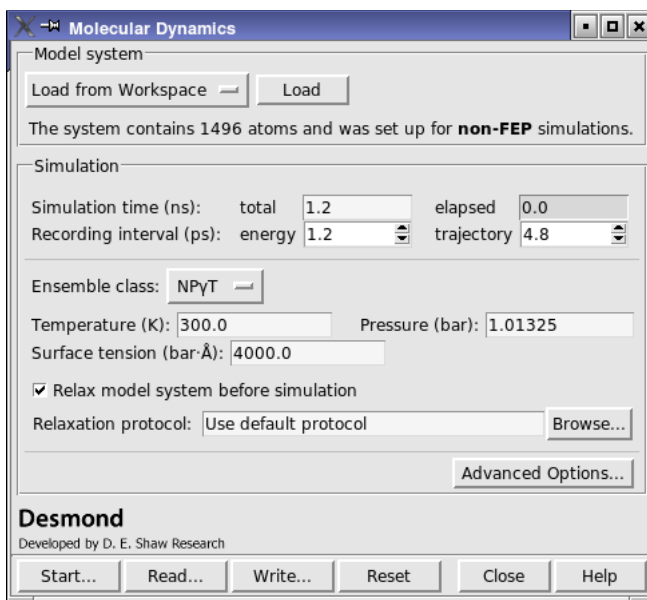 Molecular Dynamics
Model system
Load from Workspace Load
The system contains 1496 atoms and was set up for non-FEP simulations.
Simulation
Simulation time (ns): total 1.2 elapsed 0.0
Recording interval (ps): energy 1.2 trajectory 4.8
Ensemble class: NPγT
Temperature (K): 300.0 Pressure (bar): 1.01325
Surface tension (bar·Å): 4000.0
Relax model system before simulation
Relaxation protocol: Use default protocol Browse...
Advanced Options...
Desmond
Developed by D. E. Shaw Research
Start... Read... Write... Reset Close Help